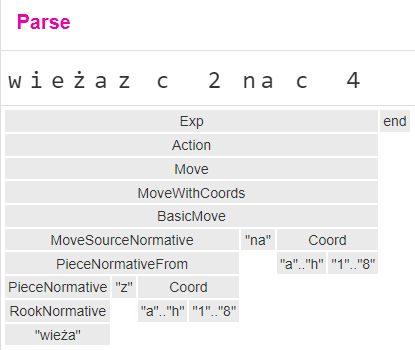 Parse
wieżaz c 2 na c 4
Exp end
Action
Move
MoveWithCoords
BasicMove
MoveSourceNormative "na" Coord
PieceNormativeFrom "a".."h" "1".."8"
PieceNormative "z" Coord
RookNormative "a".."h" "1".."8"
"wieża"